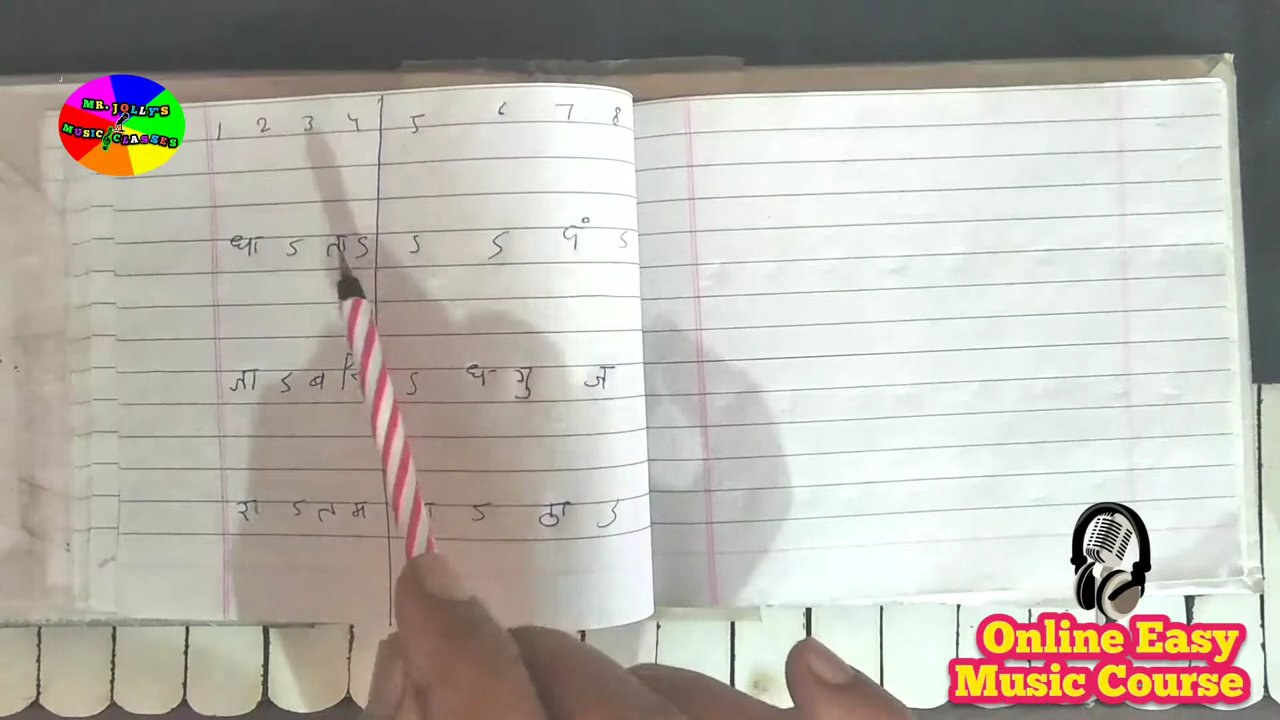 MR. JOLLY'S
MUSIC CLASSES
1 2 3 4 5 6 7 8
धा ऽ ता ऽ ऽ ऽ पं ऽ
जा ऽ ब ऽ ध गु ज
रा ऽ त म ऽ ठा ऽ
Online Easy
Music Course